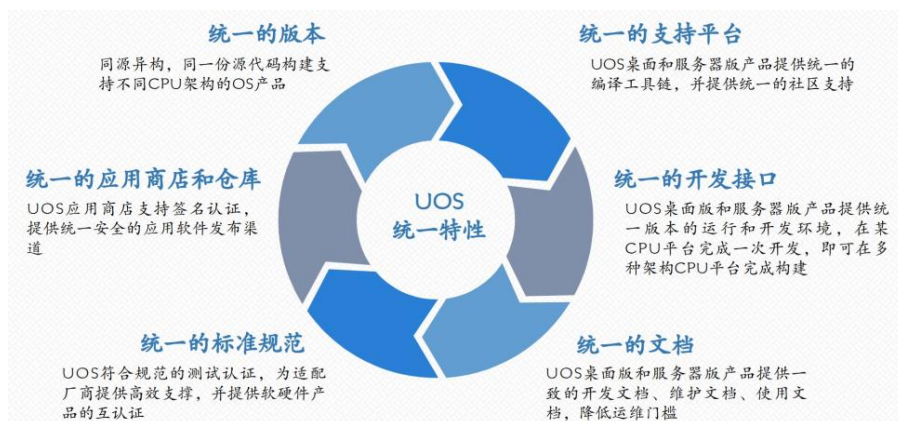 统一的版本
同源异构，同一份源代码构建支
持不同CPU架构的OS产品
统一的支持平台
UOS桌面和服务器版产品提供统一的
编译工具链，并提供统一的社区支持
统一的应用商店和仓库
UOS应用商店支持签名认证，
提供统一安全的应用软件发布渠
道
UOS
统一特性
统一的开发接口
UOS桌面版和服务器版产品提供统
一版本的运行和开发环境，在某
CPU平台完成一次开发，即可在多
种架构CPU平台完成构建
统一的标准规范
UOS符合规范的测试认证，为适配
厂商提供高效支撑，并提供软硬件产
品的互认证
统一的文档
UOS桌面版和服务器版产品提供一
致的开发文档、维护文档、使用文
档，降低运维门槛